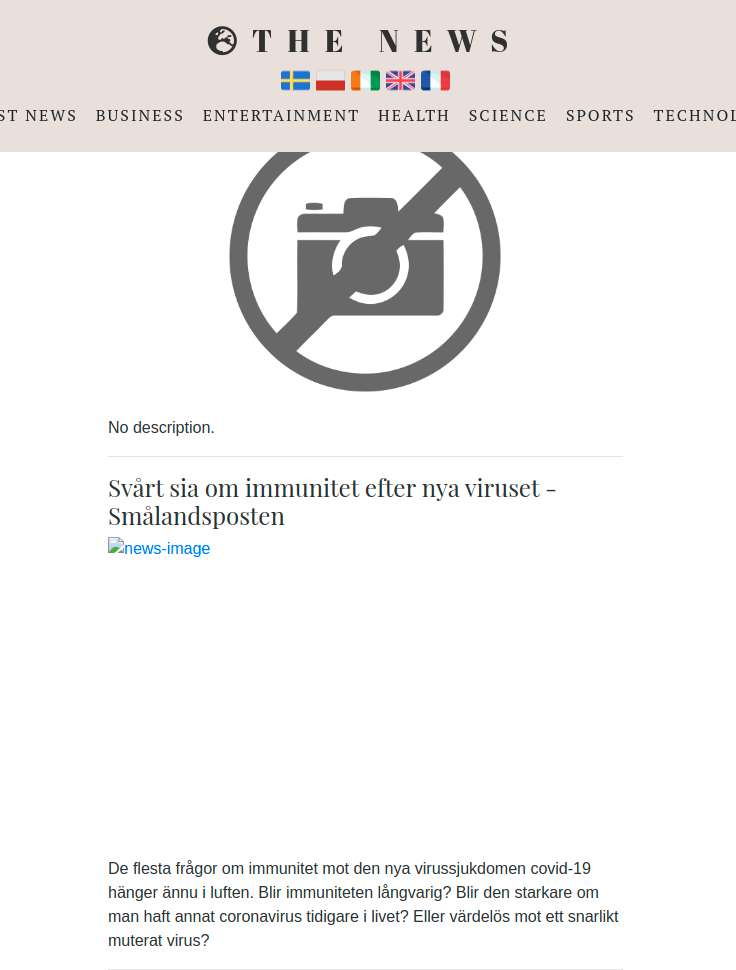 THE NEWS
ST NEWS BUSINESS ENTERTAINMENT HEALTH SCIENCE SPORTS TECHNOL
No description.
Svårt sia om immunitet efter nya viruset -
Smålandsposten
news-image
De flesta frågor om immunitet mot den nya virussjukdomen covid-19
hänger ännu i luften. Blir immuniteten långvarig? Blir den starkare om
man haft annat coronavirus tidigare i livet? Eller värdelös mot ett snarlikt
muterat virus?